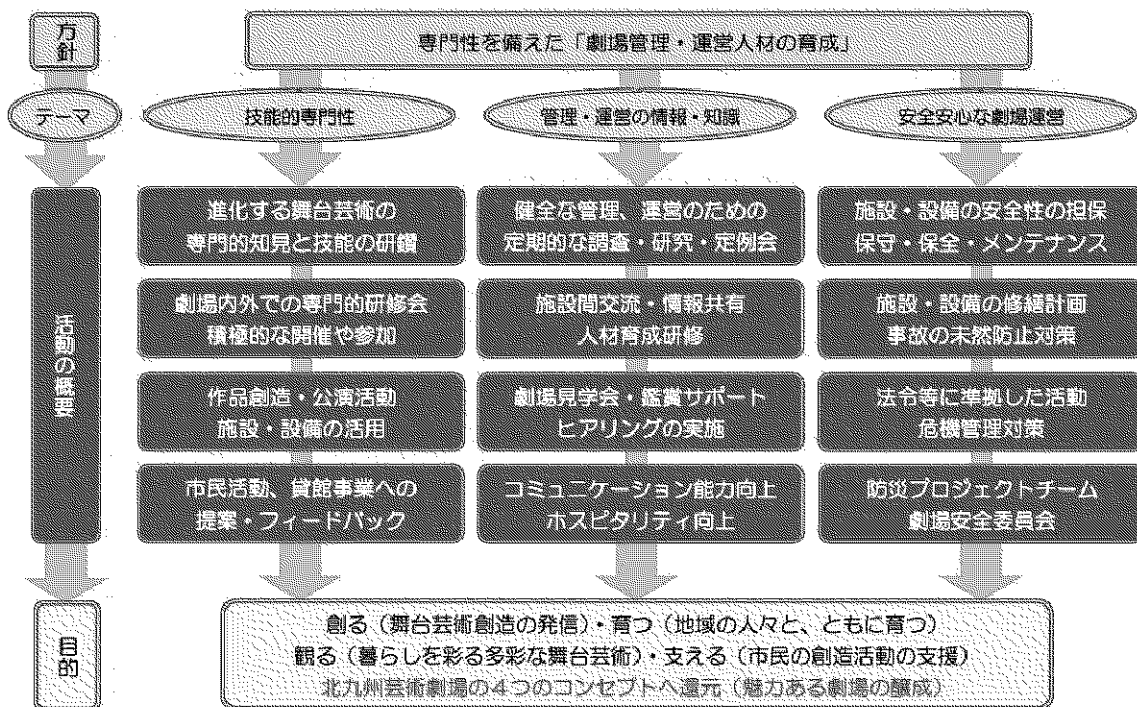 方針
専門性を備えた「劇場管理・運営人材の育成」
テーマ
技能的専門性
管理・運営の情報・知識
安全安心な劇場運営
活動の概要
進化する舞台芸術の
専門的知見と技能の研鑽
健全な管理、運営のための
定期的な調査・研究・定例会
施設・設備の安全性の担保
保守・保全・メンテナンス
劇場内外での専門的研修会
積極的な開催や参加
施設間交流・情報共有
人材育成研修
施設・設備の修繕計画
事故の未然防止対策
作品創造・公演活動
施設・設備の活用
劇場見学会・鑑賞サポート
ヒアリングの実施
法令等に準拠した活動
危機管理対策
市民活動、貸館事業への
提案・フィードバック
コミュニケーション能力向上
ホスピタリティ向上
防災プロジェクトチーム
劇場安全委員会
目的
創る（舞台芸術創造の発信）・育つ（地域の人々と、ともに育つ）
観る（暮らしを彩る多彩な舞台芸術）・支える（市民の創造活動の支援）
北九州芸術劇場の4つのコンセプトへ還元（魅力ある劇場の醸成）